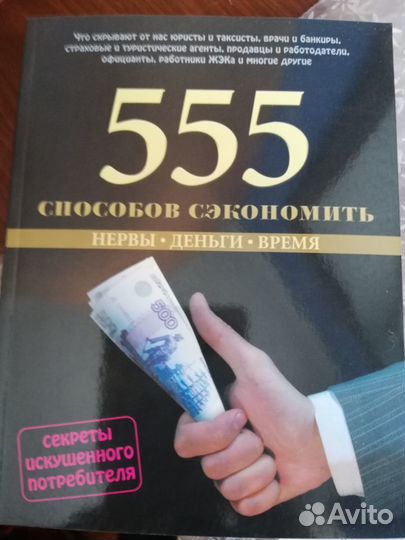 Что скрывают от нас юристы и таксисты, врачи и банкиры,
страховые и туристические агенты, продавцы и работодатели,
официанты, работники ЖЭКа и многие другие
555
СПОСОБОВ СЭКОНОМИТЬ
НЕРВЫ • ДЕНЬГИ • ВРЕМЯ
500
секреты
искушенного
потребителя
Avito